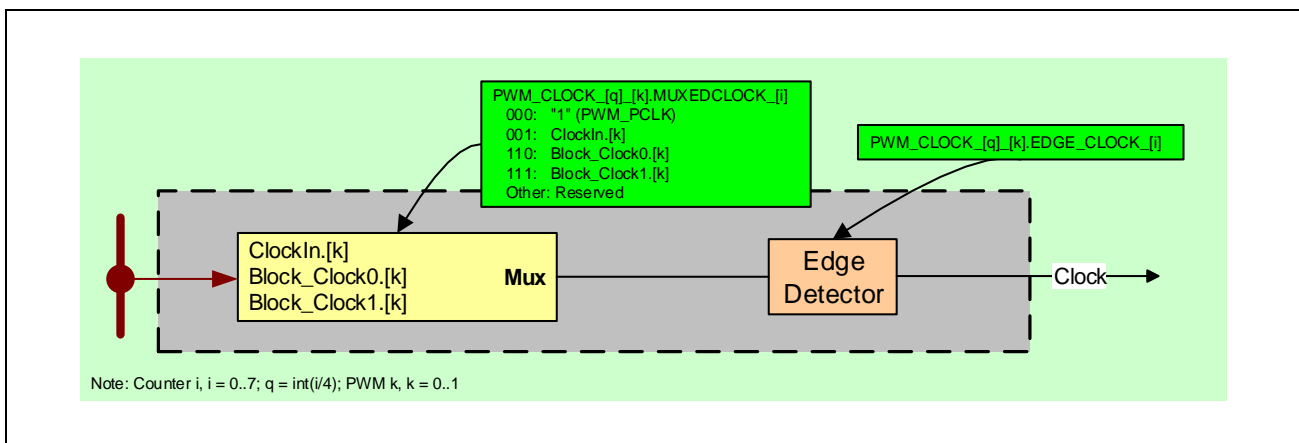 PWM_CLOCK_[q]_[k].MUXEDCLOCK_[i]
000: "1" (PWM_PCLK)
001: ClockIn.[k]
110: Block_Clock0.[k]
111: Block_Clock1.[k]
Other: Reserved
PWM_CLOCK_[q]_[k].EDGE_CLOCK_[i]
ClockIn.[k]
Block_Clock0.[k]
Block_Clock1.[k]
Mux
Edge
Detector
Clock
Note: Counter i, i = 0..7; q = int(i/4); PWM k, k = 0..1